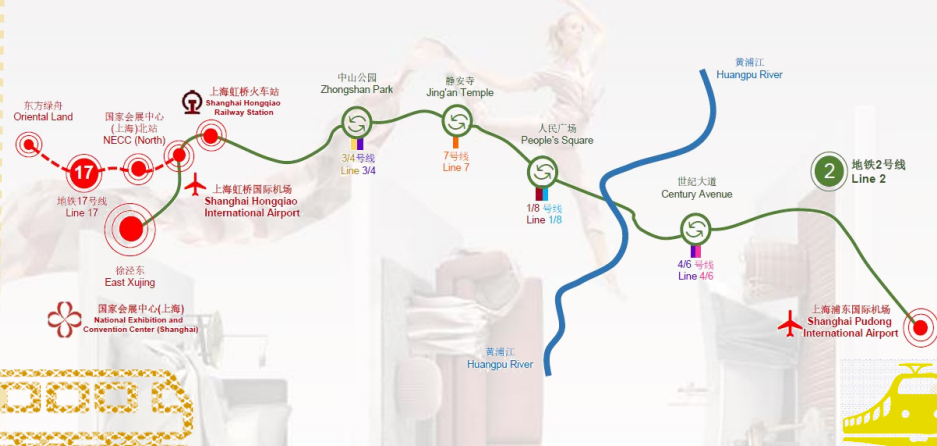 东方绿舟
Oriental Land
国家会展中心
(上海)北站
NECC (North)
上海虹桥火车站
Shanghai Hongqiao
Railway Station
17
地铁17号线
Line 17
上海虹桥国际机场
Shanghai Hongqiao
International Airport
徐泾东
East Xujing
国家会展中心(上海)
National Exhibition and
Convention Center (Shanghai)
中山公园
Zhongshan Park
3/4号线
Line 3/4
静安寺
Jing'an Temple
7号线
Line 7
人民广场
People's Square
1/8 号线
Line 1/8
黄浦江
Huangpu River
黄浦江
Huangpu River
世纪大道
Century Avenue
4/6 号线
Line 4/6
2
地铁2号线
Line 2
上海浦东国际机场
Shanghai Pudong
International Airport